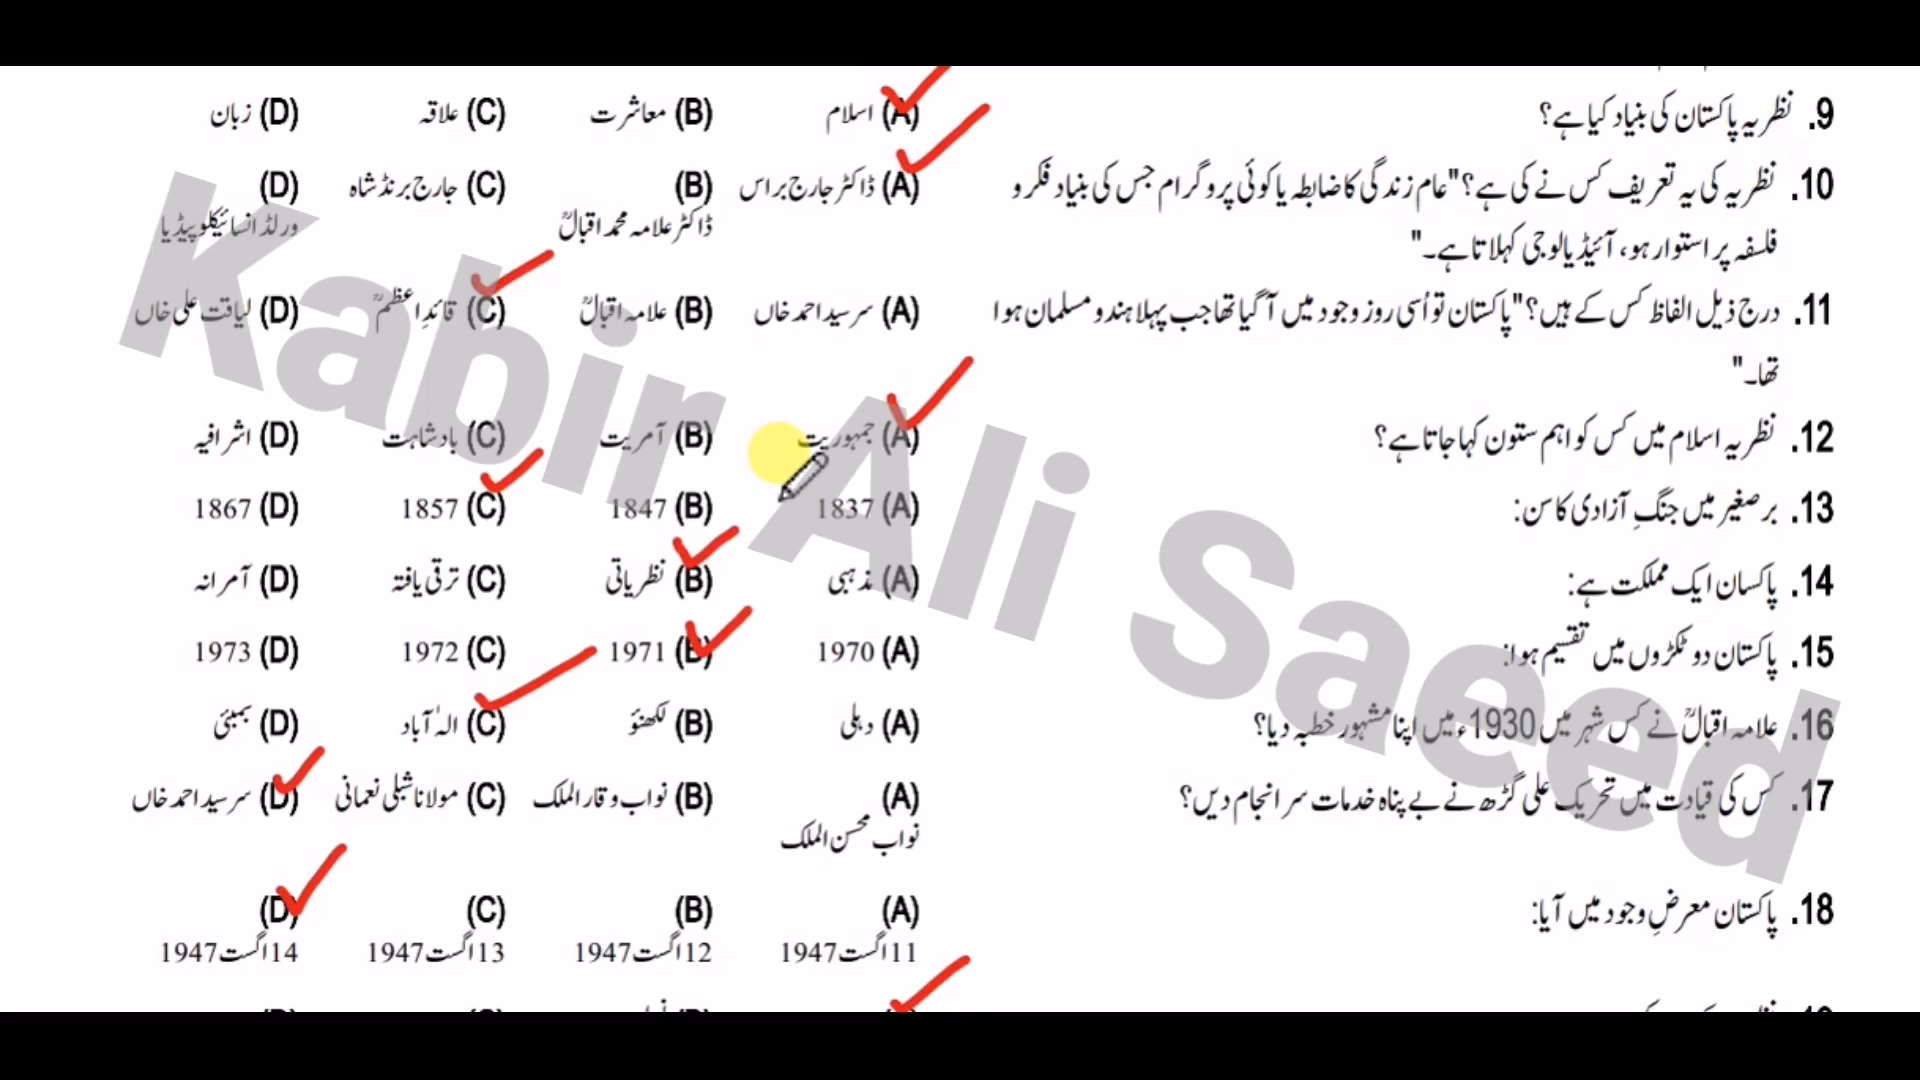 9. نظریہ پاکستان کی بنیاد کیا ہے؟ (A) اسلام (B) معاشرت (C) علاقہ (D) زبان
10. نظریہ کی یہ تعریف کس نے کی ہے؟ "عام زندگی کا ضابطہ یا کوئی پروگرام جس کی بنیاد فکر و (A) ڈاکٹر جارج براس (B) (C) جارج برنڈشاہ (D)
فلسفہ پر استوار ہو، آئیڈیالوجی کہلاتا ہے۔" ڈاکٹر علامہ محمد اقبالؒ ورلڈ انسائیکلوپیڈیا
11. درج ذیل الفاظ کس کے ہیں؟ "پاکستان تو اُسی روز وجود میں آ گیا تھا جب پہلا ہندو مسلمان ہوا (A) سرسید احمد خاں (B) علامہ اقبالؒ (C) قائدِاعظمؒ (D) لیاقت علی خاں
تھا۔"
12. نظریہ اسلام میں کس کو اہم ستون کہا جاتا ہے؟ (A) جمہوریت (B) آمریت (C) بادشاہت (D) اشرافیہ
13. برصغیر میں جنگِ آزادی کا سن: (A) 1837 (B) 1847 (C) 1857 (D) 1867
14. پاکسان ایک مملکت ہے: (A) مذہبی (B) نظریاتی (C) ترقی یافتہ (D) آمرانہ
15. پاکستان دو ٹکڑوں میں تقسیم ہوا: (A) 1970 (B) 1971 (C) 1972 (D) 1973
16. علامہ اقبالؒ نے کس شہر میں 1930ء میں اپنا مشہور خطبہ دیا؟ (A) دہلی (B) لکھنؤ (C) الہٰ آباد (D) بمبئی
17. کس کی قیادت میں تحریک علی گڑھ نے بے پناہ خدمات سرانجام دیں؟ (A) (B) نواب وقار الملک (C) مولانا شبلی نعمانی (D) سرسید احمد خاں
نواب محسن الملک
18. پاکستان معرضِ وجود میں آیا: (A) (B) (C) (D)
11 اگست 1947 12 اگست 1947 13 اگست 1947 14 اگست 1947
Kabir Ali Saeed